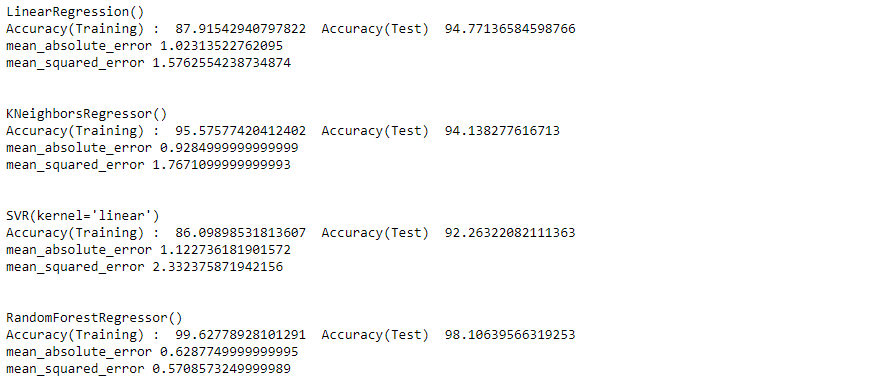 LinearRegression()
Accuracy(Training) :  87.91542940797822  Accuracy(Test)  94.77136584598766
mean_absolute_error 1.02313522762095
mean_squared_error 1.5762554238734874
KNeighborsRegressor()
Accuracy(Training) :  95.57577420412402  Accuracy(Test)  94.138277616713
mean_absolute_error 0.9284999999999999
mean_squared_error 1.7671099999999993
SVR(kernel='linear')
Accuracy(Training) :  86.09898531813607  Accuracy(Test)  92.26322082111363
mean_absolute_error 1.122736181901572
mean_squared_error 2.332375871942156
RandomForestRegressor()
Accuracy(Training) :  99.62778928101291  Accuracy(Test)  98.10639566319253
mean_absolute_error 0.6287749999999995
mean_squared_error 0.5708573249999989